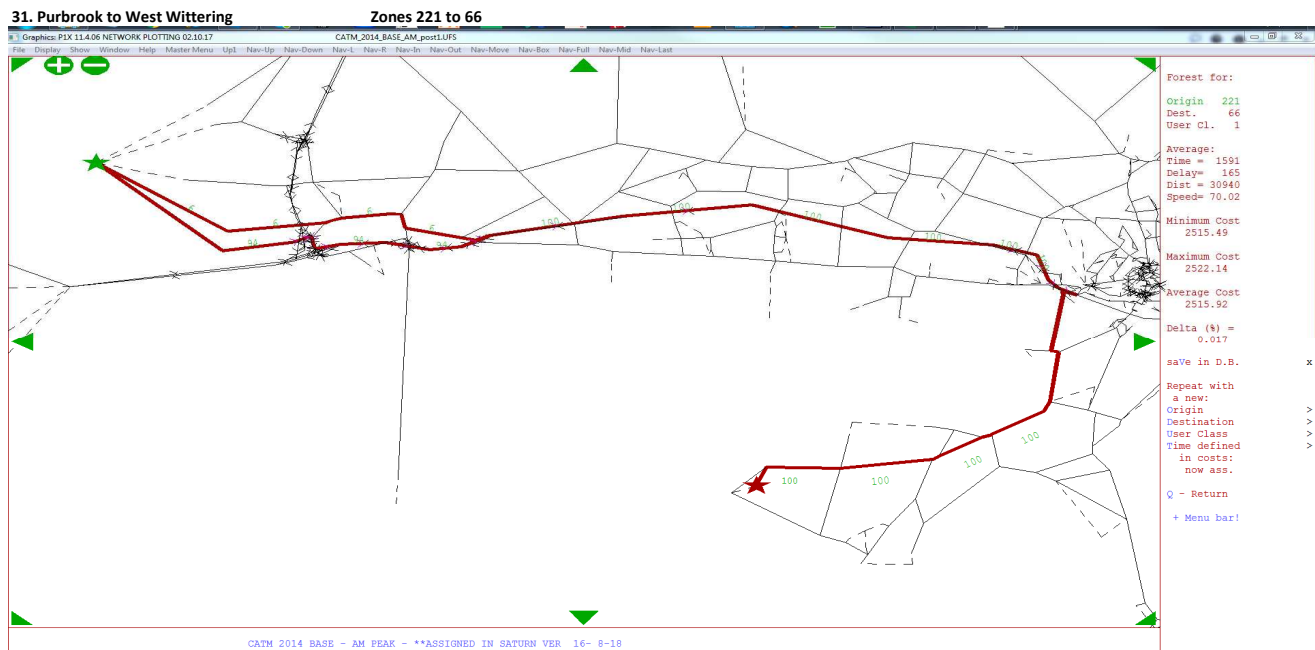 31. Purbrook to West Wittering Zones 221 to 66
Graphics: P1X 11.4.06 NETWORK PLOTTING 02.10.17 CATM_2014_BASE_AM_post1.UFS
File Display Show Window Help Master Menu Up1 Nav-Up Nav-Down Nav-L Nav-R Nav-In Nav-Out Nav-Move Nav-Box Nav-Full Nav-Mid Nav-Last
Forest for:
Origin 221
Dest. 66
User Cl. 1
Average:
Time = 1591
Delay= 165
Dist = 30940
Speed= 70.02
Minimum Cost
2515.49
Maximum Cost
2522.14
Average Cost
2515.92
Delta (%) =
0.017
saVe in D.B. x
Repeat with
a new:
Origin >
Destination >
User Class >
Time defined >
in costs:
now ass.
Q - Return
+ Menu bar!
6
6
6
6
94
94
94
100
100
100
100
100
100
100
100
100
CATM 2014 BASE - AM PEAK - **ASSIGNED IN SATURN VER 16- 8-18